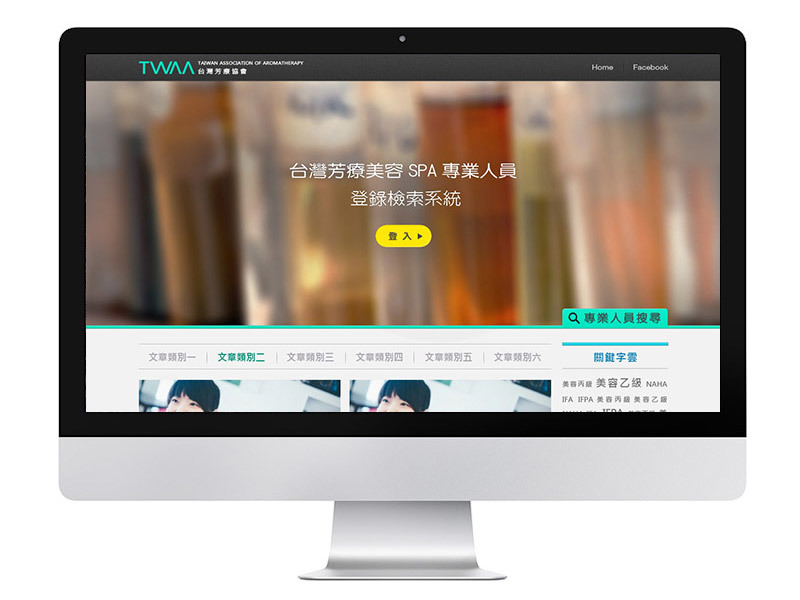 TWAA
TAIWAN ASSOCIATION OF AROMATHERAPY
台灣芳療協會
Home
Facebook
台灣芳療美容 SPA 專業人員
登錄檢索系統
登入
專業人員搜尋
文章類別一
文章類別二
文章類別三
文章類別四
文章類別五
文章類別六
關鍵字雲
美容丙級 美容乙級 NAHA
IFA IFPA 美容丙級 美容乙級